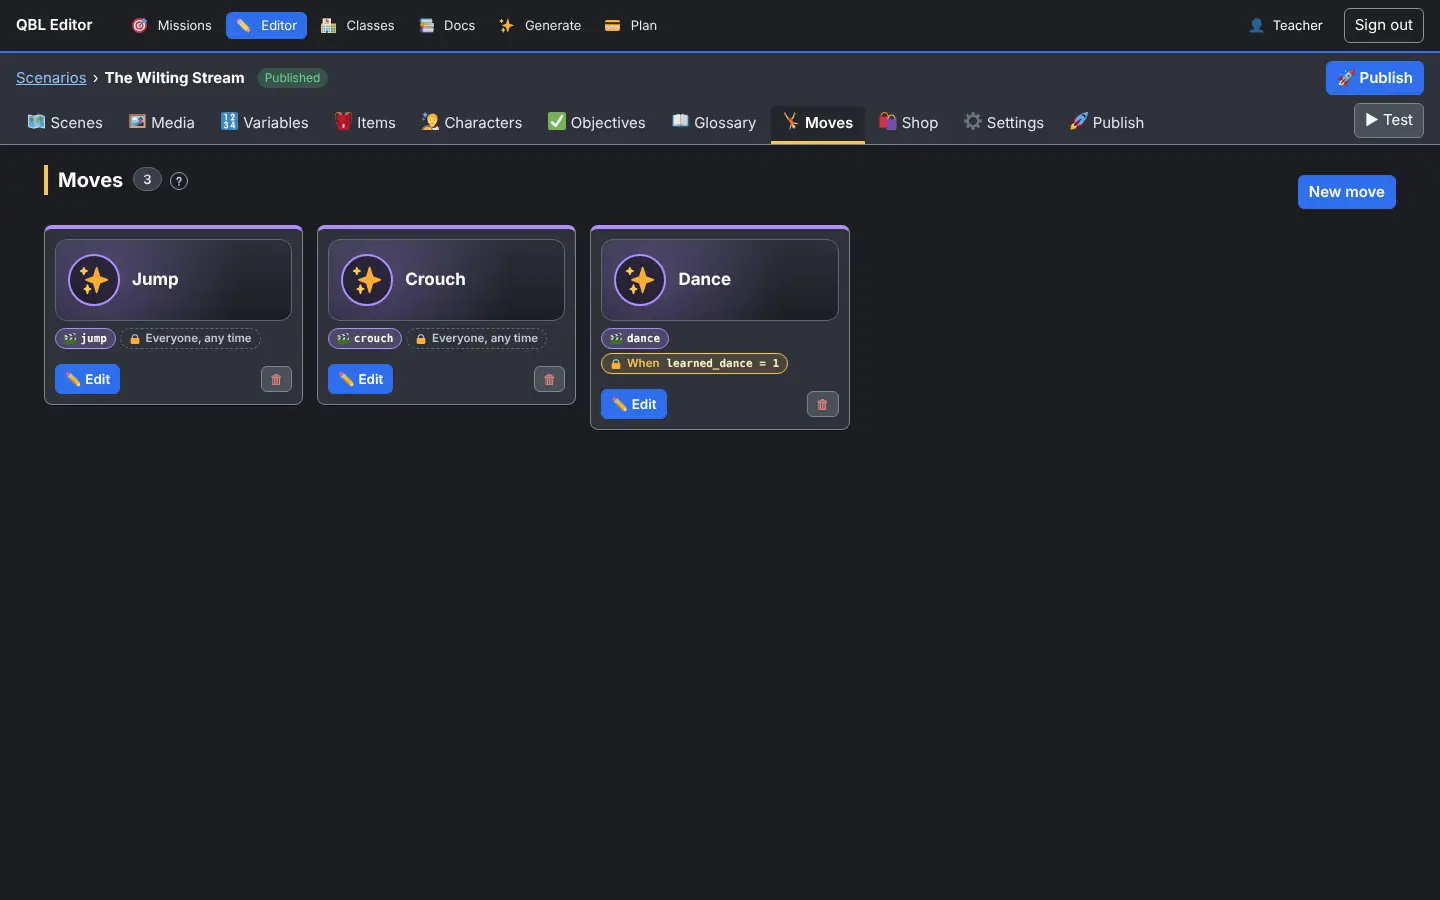 QBL Editor Missions Editor Classes Docs Generate Plan Teacher Sign out
Scenarios › The Wilting Stream Published Publish
Scenes Media Variables Items Characters Objectives Glossary Moves Shop Settings Publish Test
Moves 3 ?
New move
Jump
jump Everyone, any time
Edit
Crouch
crouch Everyone, any time
Edit
Dance
dance
When learned_dance = 1
Edit